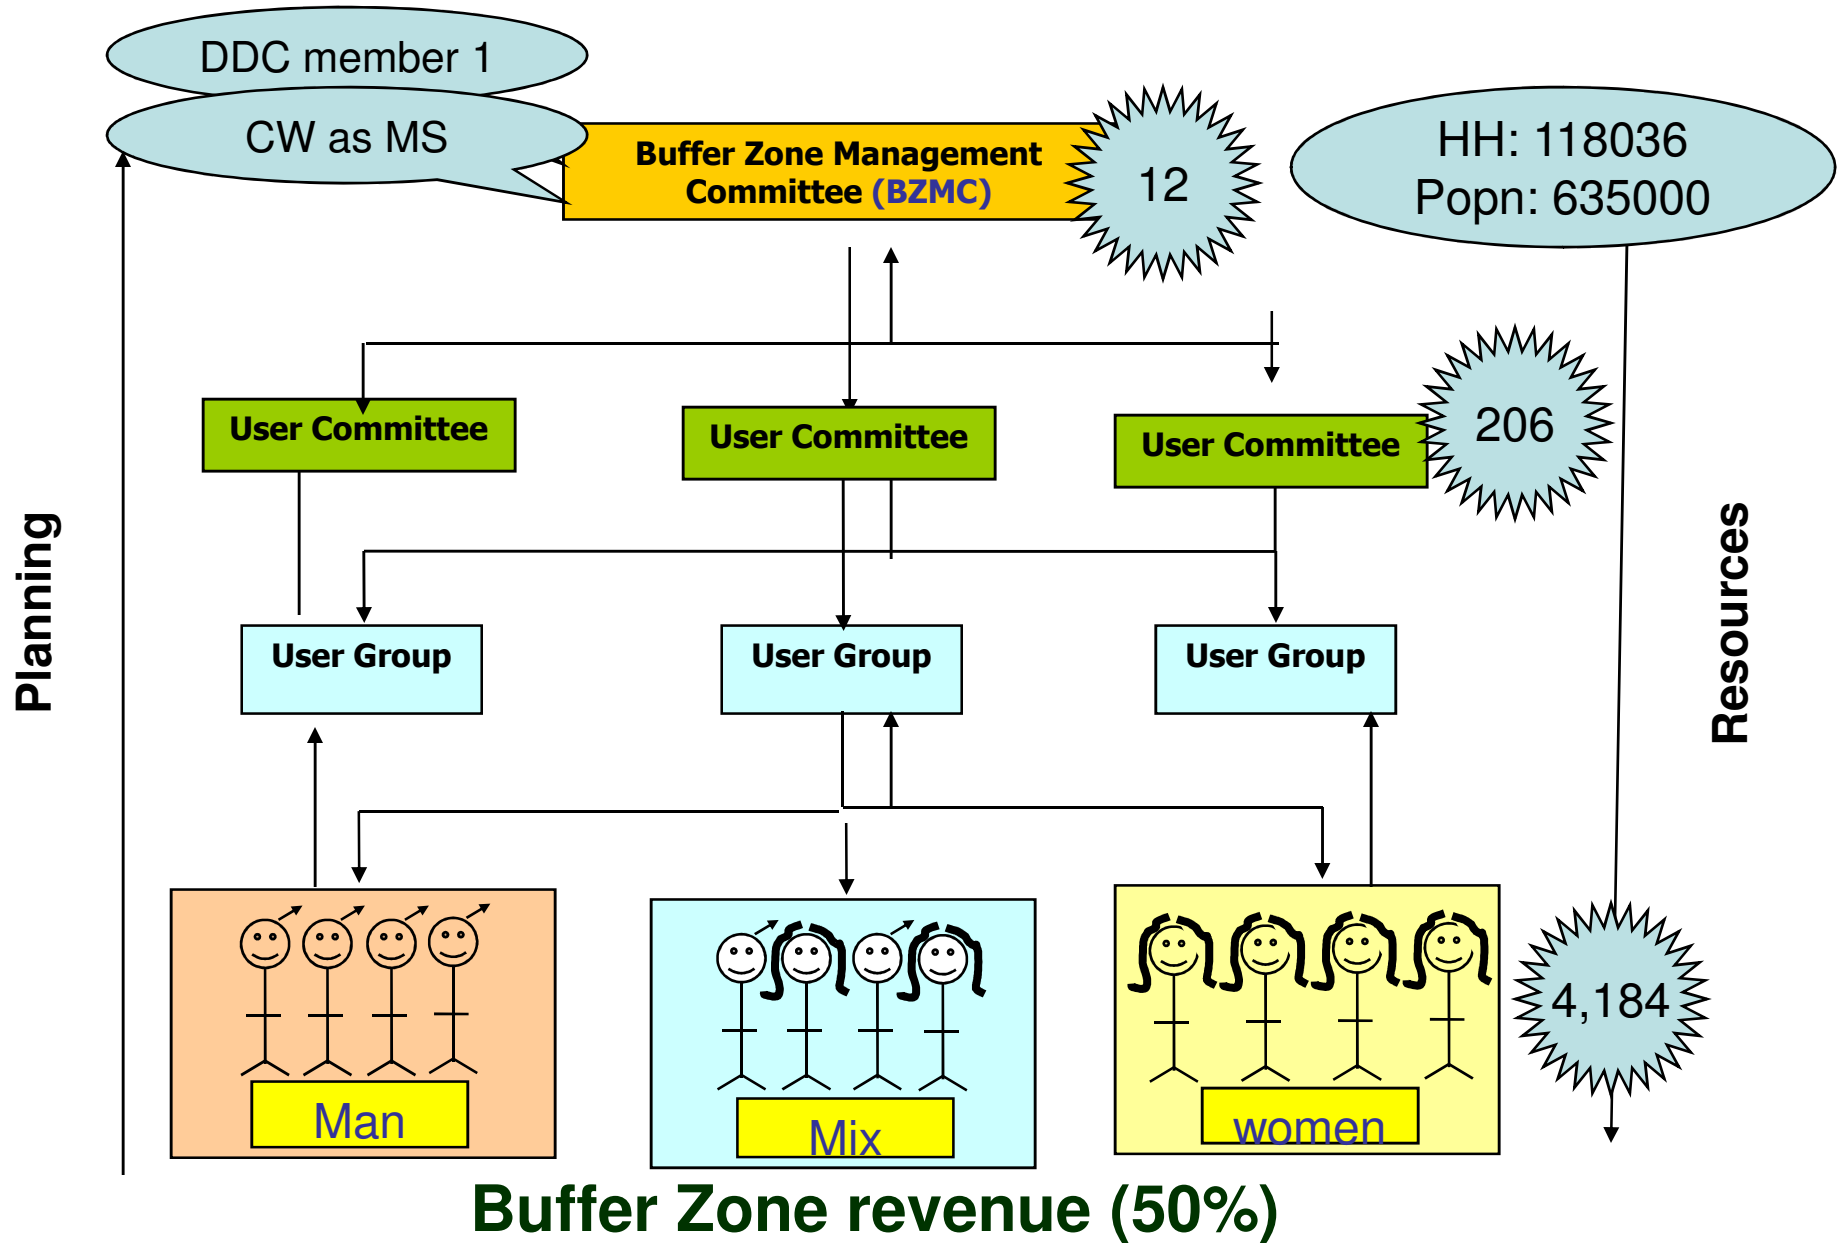 DDC member 1
CW as MS
Buffer Zone Management
Committee (BZMC)
12
HH: 118036
Popn: 635000
User Committee
User Committee
User Committee
206
Planning
Resources
User Group
User Group
User Group
4,184
Man
Mix
women
Buffer Zone revenue (50%)